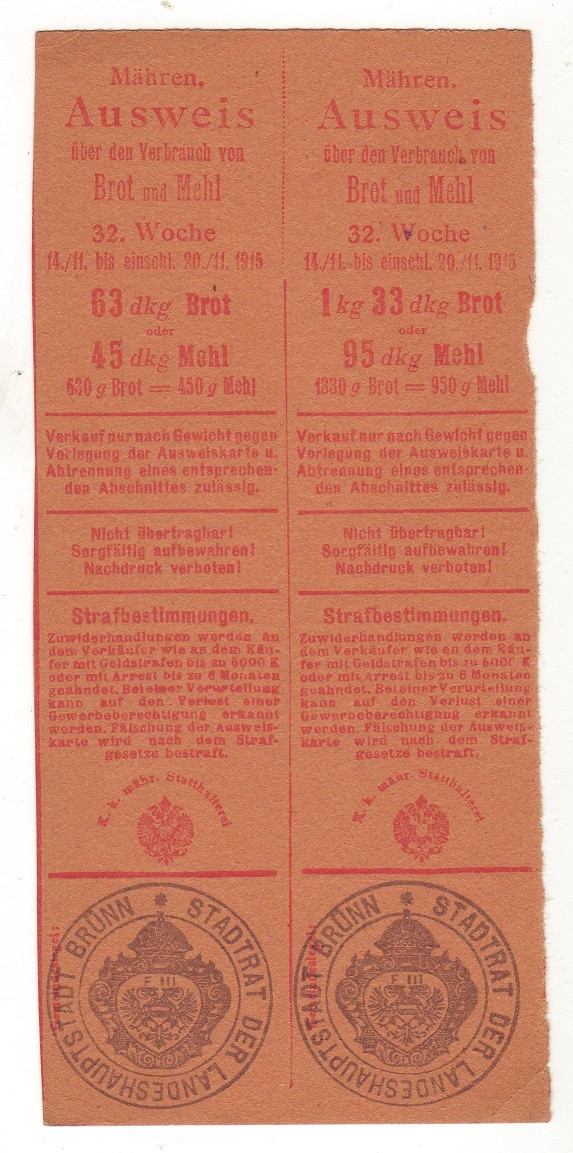 Mähren.
Ausweis
über den Verbrauch von
Brot und Mehl
32. Woche
14./11. bis einschl. 20./11. 1915
63 dkg Brot
oder
45 dkg Mehl
630 g Brot = 450 g Mehl
Verkauf nur nach Gewicht gegen
Vorlegung der Ausweiskarte u.
Abtrennung eines entsprechen-
den Abschnittes zulässig.
Nicht übertragbar!
Sorgfältig aufbewahren!
Nachdruck verboten!
Strafbestimmungen.
Zuwiderhandlungen werden an
dem Verkäufer wie an dem Käu-
fer mit Geldstrafen bis zu 5000 K
oder mit Arrest bis zu 6 Monaten
geahndet. Bei einer Verurteilung
kann auf den Verlust einer
Gewerbeberechtigung erkannt
werden. Fälschung der Ausweis-
karte wird nach dem Straf-
gesetze bestraft.
K. k. mähr. Statthalterei
STADTRAT DER LANDESHAUPTSTADT BRÜNN
F III
Mähren.
Ausweis
über den Verbrauch von
Brot und Mehl
32. Woche
14./11. bis einschl. 20./11. 1915
1 kg 33 dkg Brot
oder
95 dkg Mehl
1330 g Brot = 950 g Mehl
Verkauf nur nach Gewicht gegen
Vorlegung der Ausweiskarte u.
Abtrennung eines entsprechen-
den Abschnittes zulässig.
Nicht übertragbar!
Sorgfältig aufbewahren!
Nachdruck verboten!
Strafbestimmungen.
Zuwiderhandlungen werden an
dem Verkäufer wie an dem Käu-
fer mit Geldstrafen bis zu 5000 K
oder mit Arrest bis zu 6 Monaten
geahndet. Bei einer Verurteilung
kann auf den Verlust einer
Gewerbeberechtigung erkannt
werden. Fälschung der Ausweis-
karte wird nach dem Straf-
gesetze bestraft.
K. k. mähr. Statthalterei
STADTRAT DER LANDESHAUPTSTADT BRÜNN
F III